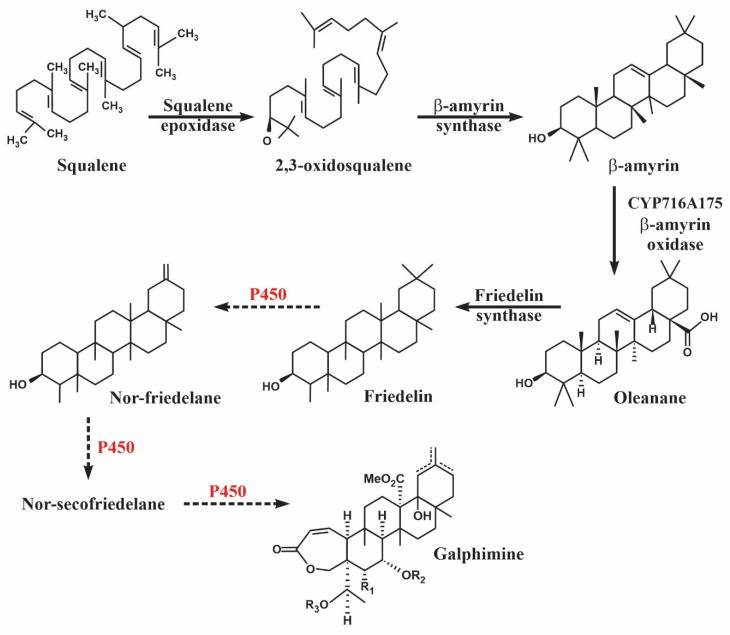 H₃C
CH₃
H₃C
CH₃
CH₃
CH₃
CH₃
H₃C
CH₃
Squalene
Squalene
epoxidase
O
2,3-oxidosqualene
β-amyrin
synthase
HO
β-amyrin
CYP716A175
β-amyrin
oxidase
HO
Nor-friedelane
P450
HO
Friedelin
Friedelin
synthase
HO
H
H
H
OH
O
Oleanane
P450
Nor-secofriedelane
P450
MeO₂C
OH
H
H
O
O
R₁
OR₂
R₃O
H
Galphimine